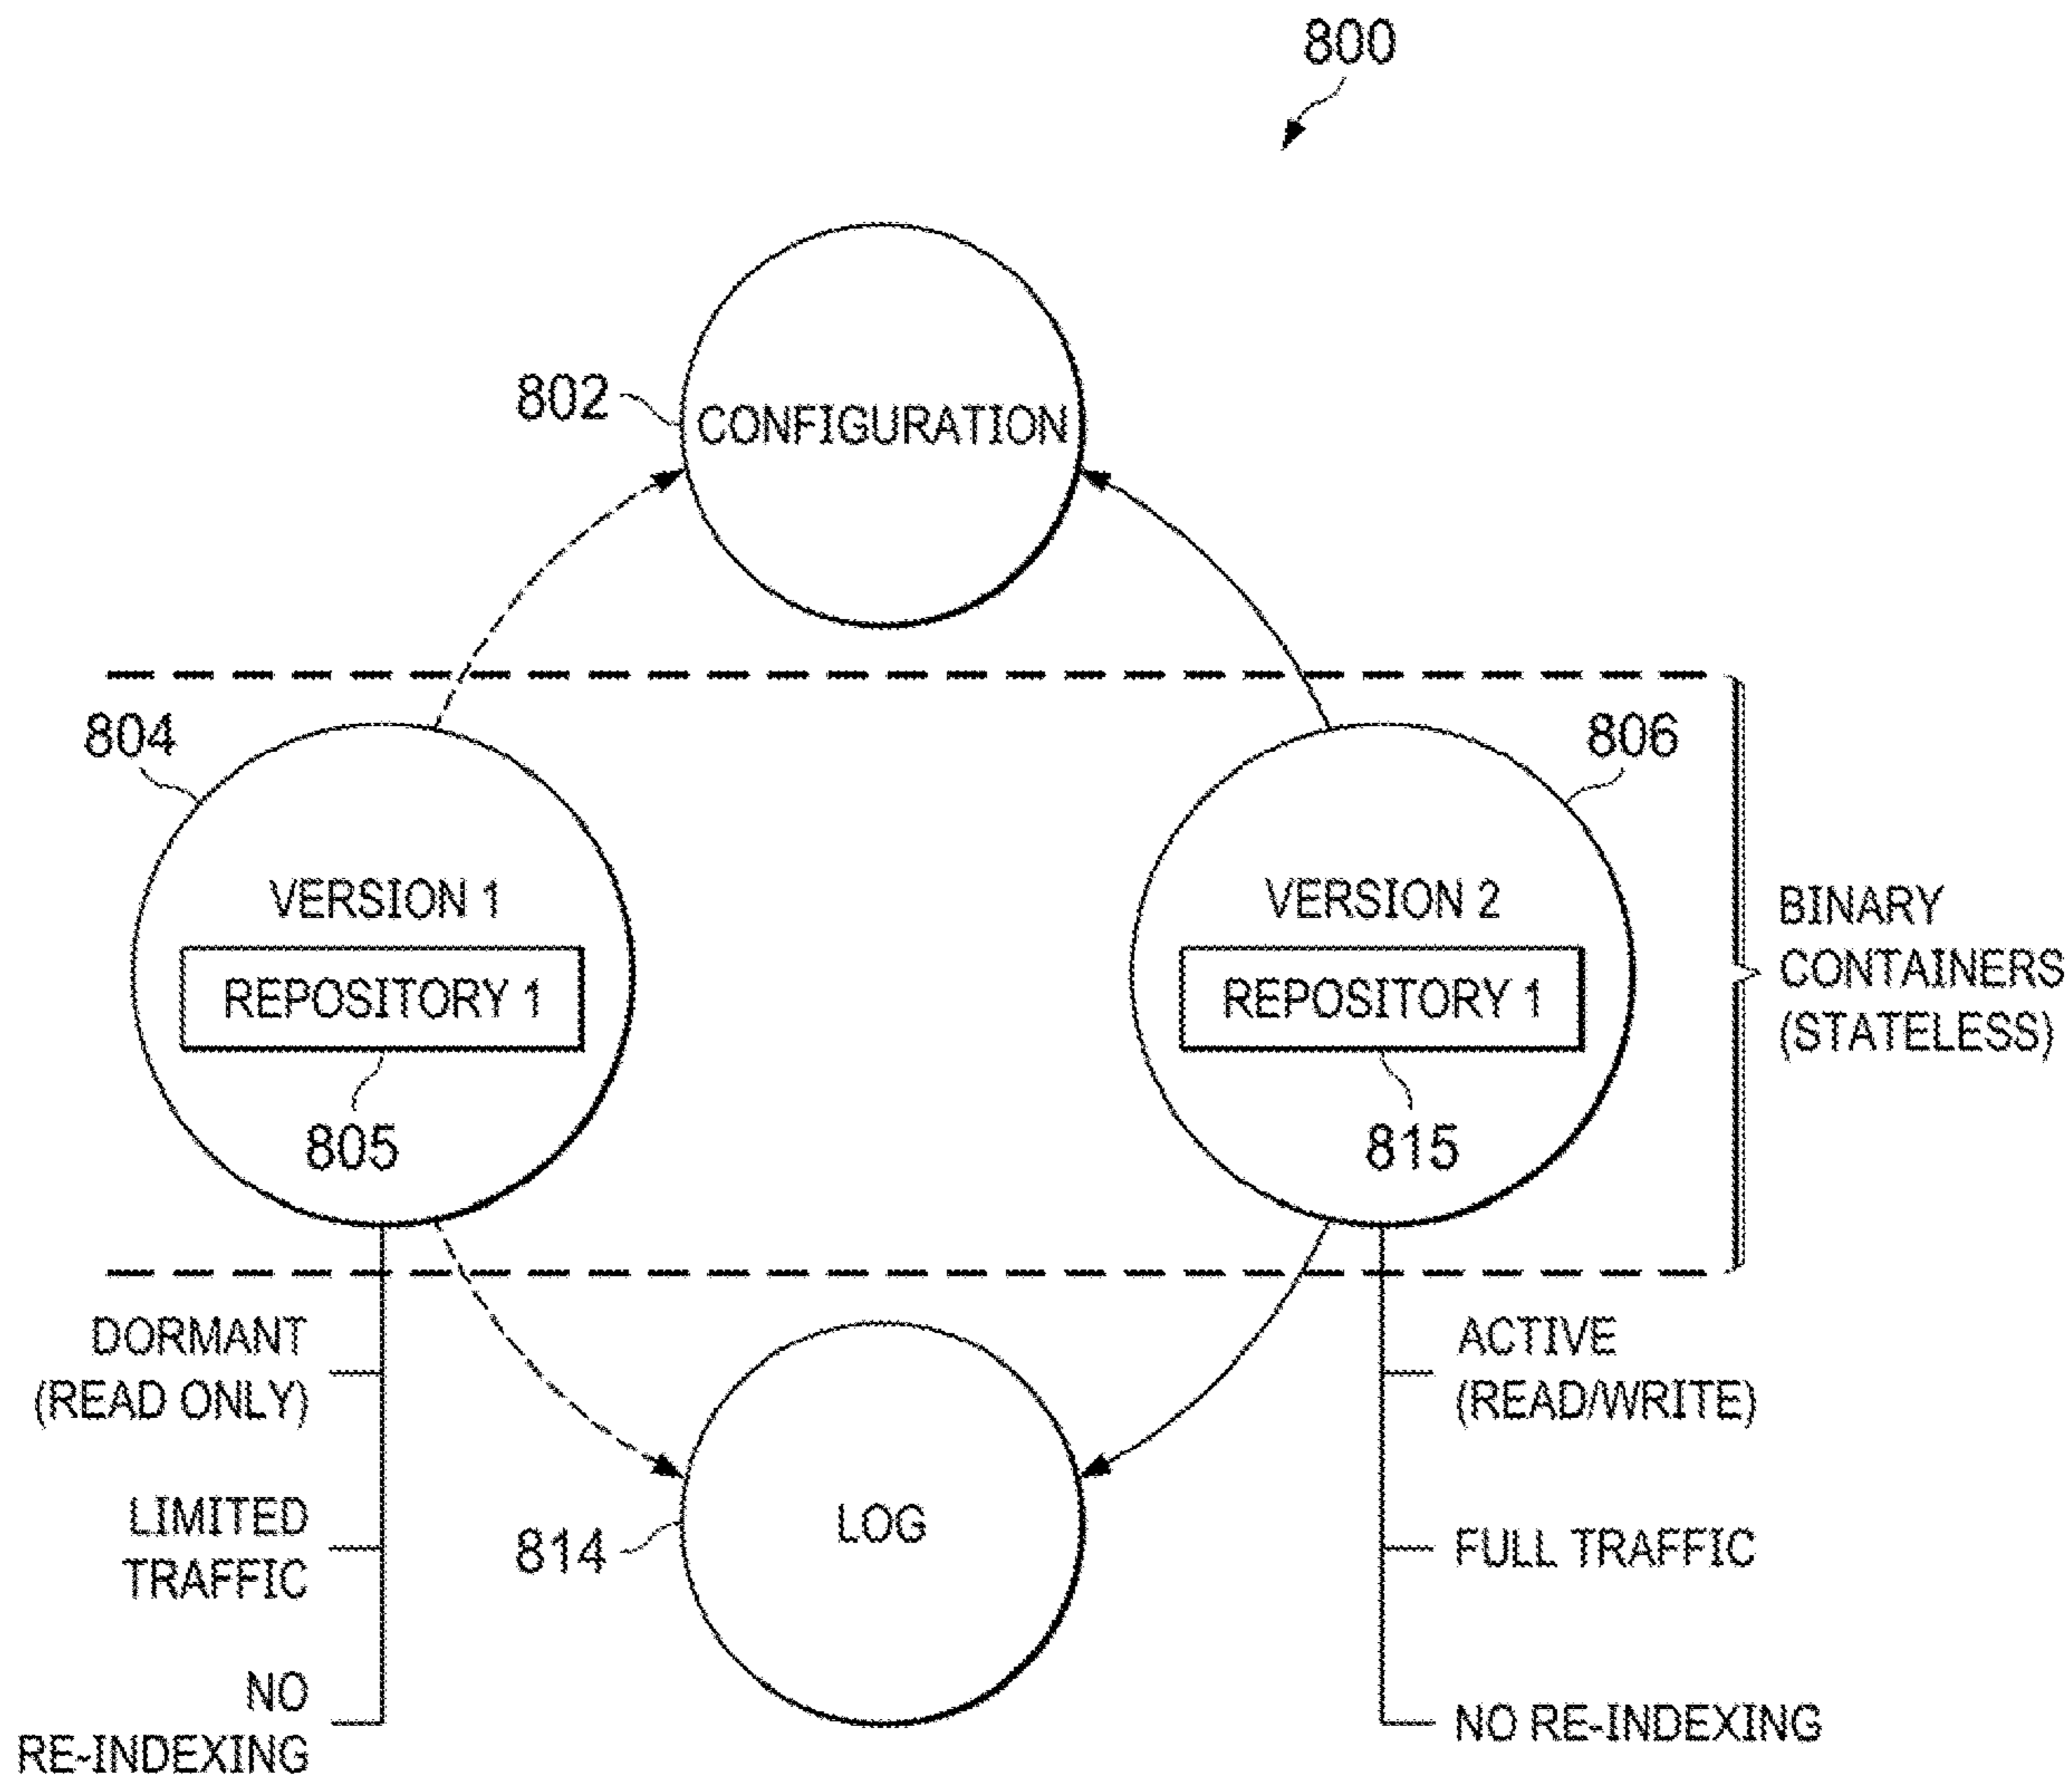 800
802
CONFIGURATION
804
806
VERSION 1
REPOSITORY 1
805
VERSION 2
REPOSITORY 1
815
BINARY
CONTAINERS
(STATELESS)
DORMANT
(READ ONLY)
LIMITED
TRAFFIC
NO
RE-INDEXING
814
LOG
ACTIVE
(READ/WRITE)
FULL TRAFFIC
NO RE-INDEXING